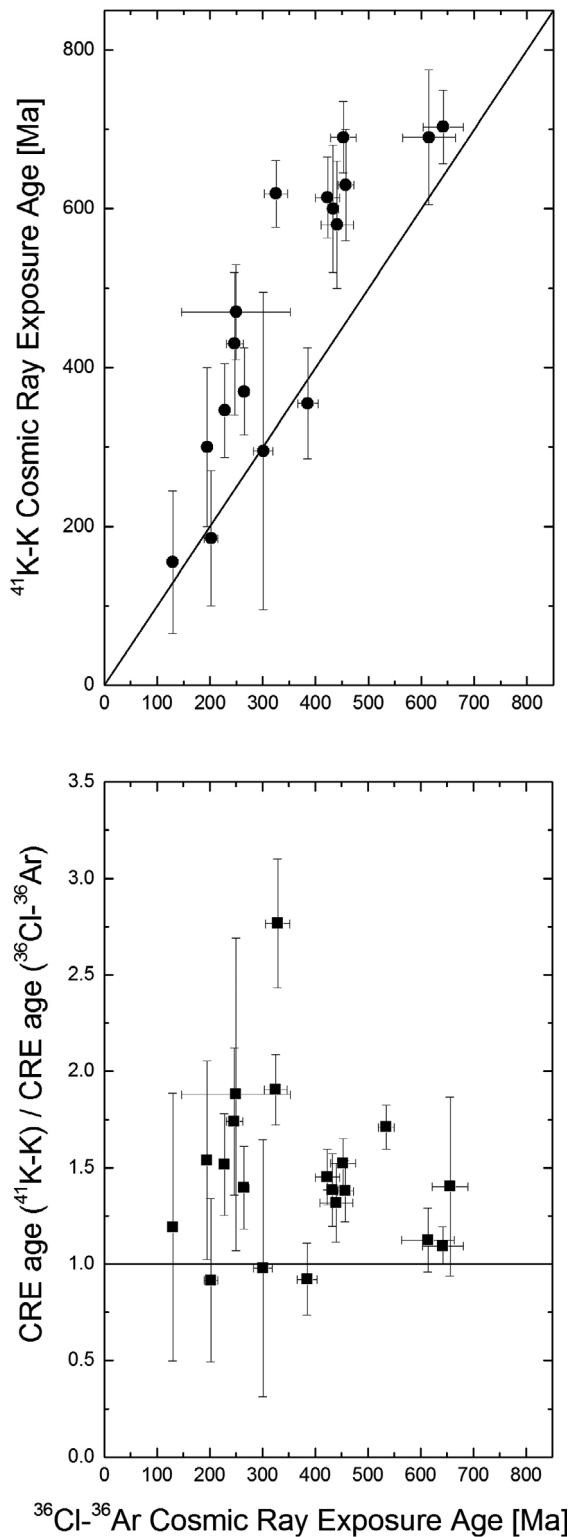 ⁴¹K-K Cosmic Ray Exposure Age [Ma]
800
600
400
200
0
0 100 200 300 400 500 600 700 800
CRE age (⁴¹K-K) / CRE age (³⁶Cl-³⁶Ar)
3.5
3.0
2.5
2.0
1.5
1.0
0.5
0.0
0 100 200 300 400 500 600 700 800
³⁶Cl-³⁶Ar Cosmic Ray Exposure Age [Ma]